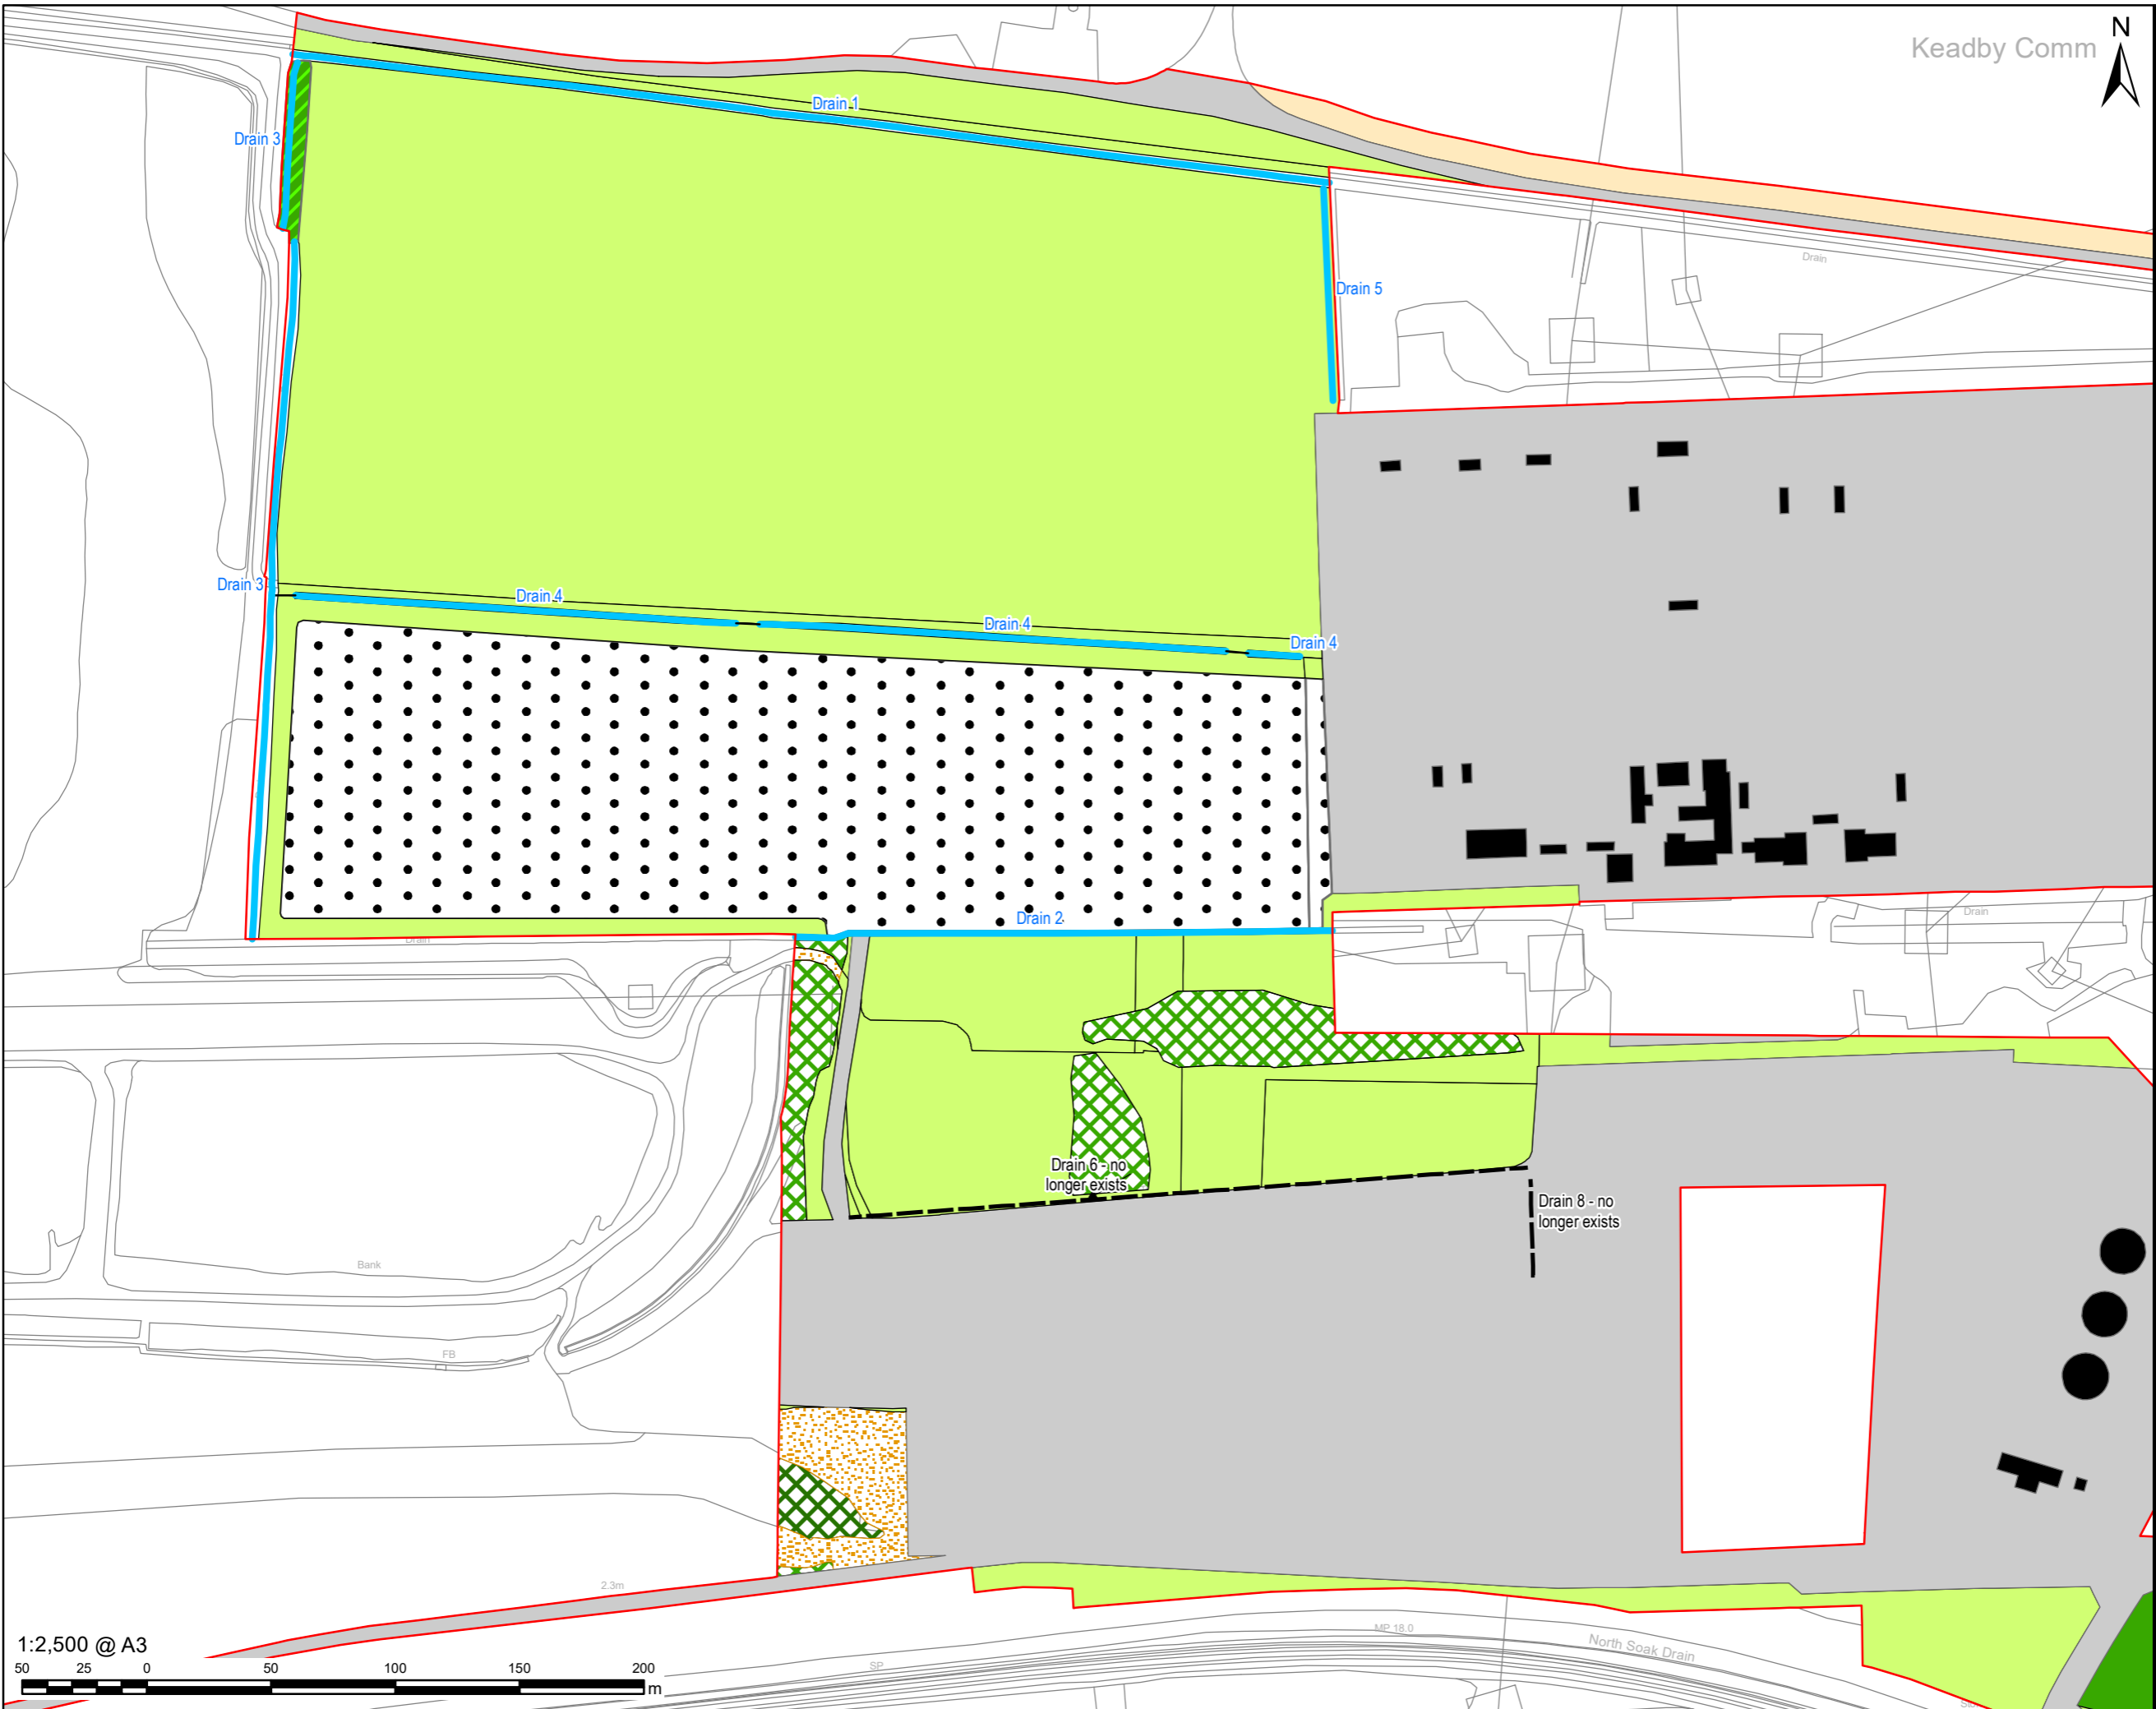 N
Keadby Comm
Drain 1
Drain 3
Drain
Drain 5
Drain 3
Drain 4
Drain 4
Drain 4
Drain 2
Drain
Drain
Drain 6 - no
longer exists
Drain 8 - no
longer exists
Bank
FB
2.3m
MP 18.0
North Soak Drain
SP
1:2,500 @ A3
50 25 0 50 100 150 200
m